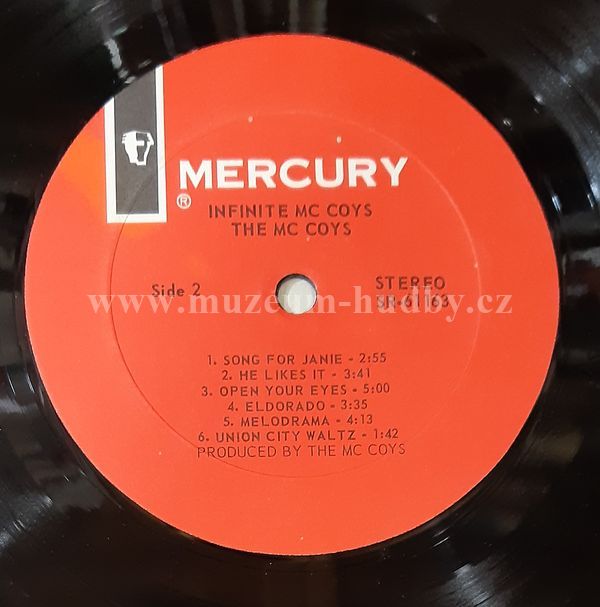 MERCURY
®
INFINITE MC COYS
THE MC COYS
Side 2
STEREO
SR-61163
www.muzeum-hudby.cz
1. SONG FOR JANIE - 2:55
2. HE LIKES IT - 3:41
3. OPEN YOUR EYES - 5:00
4. ELDORADO - 3:35
5. MELODRAMA - 4:13
6. UNION CITY WALTZ - 1:42
PRODUCED BY THE MC COYS